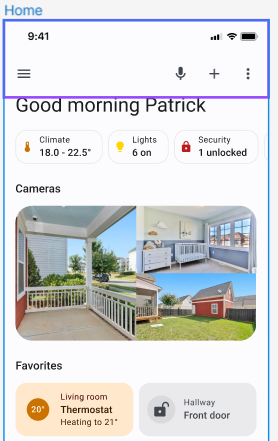 Home
9:41
Good morning Patrick
Climate
18.0 - 22.5°
Lights
6 on
Security
1 unlocked
Cameras
Favorites
20°
Living room
Thermostat
Heating to 21°
Hallway
Front door